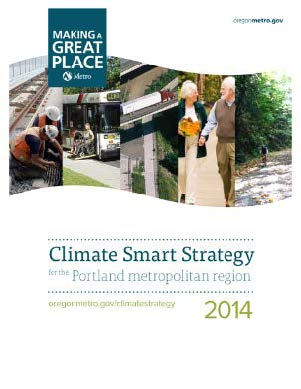 MAKING A
GREAT
PLACE
Metro
oregonmetro.gov
Climate Smart Strategy
for the Portland metropolitan region
oregonmetro.gov/climatestrategy
2014